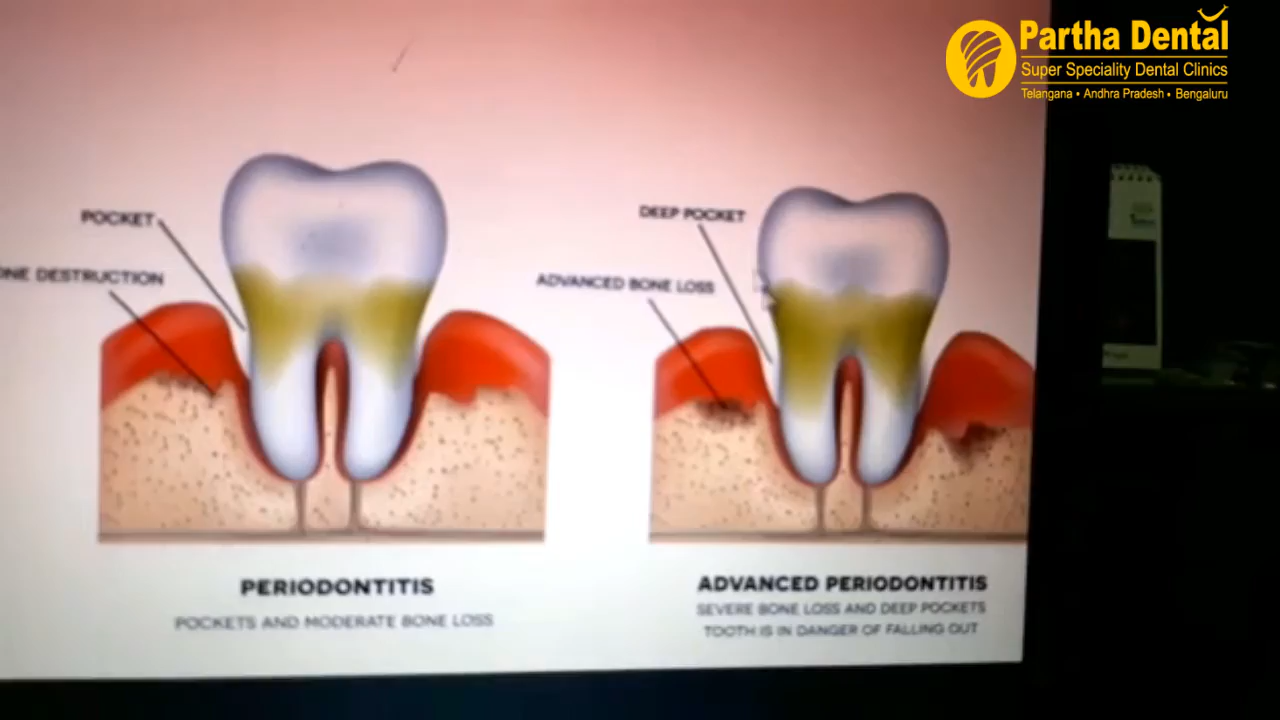 Partha Dental
Super Speciality Dental Clinics
Telangana • Andhra Pradesh • Bengaluru
POCKET
ONE DESTRUCTION
DEEP POCKET
ADVANCED BONE LOSS
PERIODONTITIS
POCKETS AND MODERATE BONE LOSS
ADVANCED PERIODONTITIS
SEVERE BONE LOSS AND DEEP POCKETS
TOOTH IS IN DANGER OF FALLING OUT